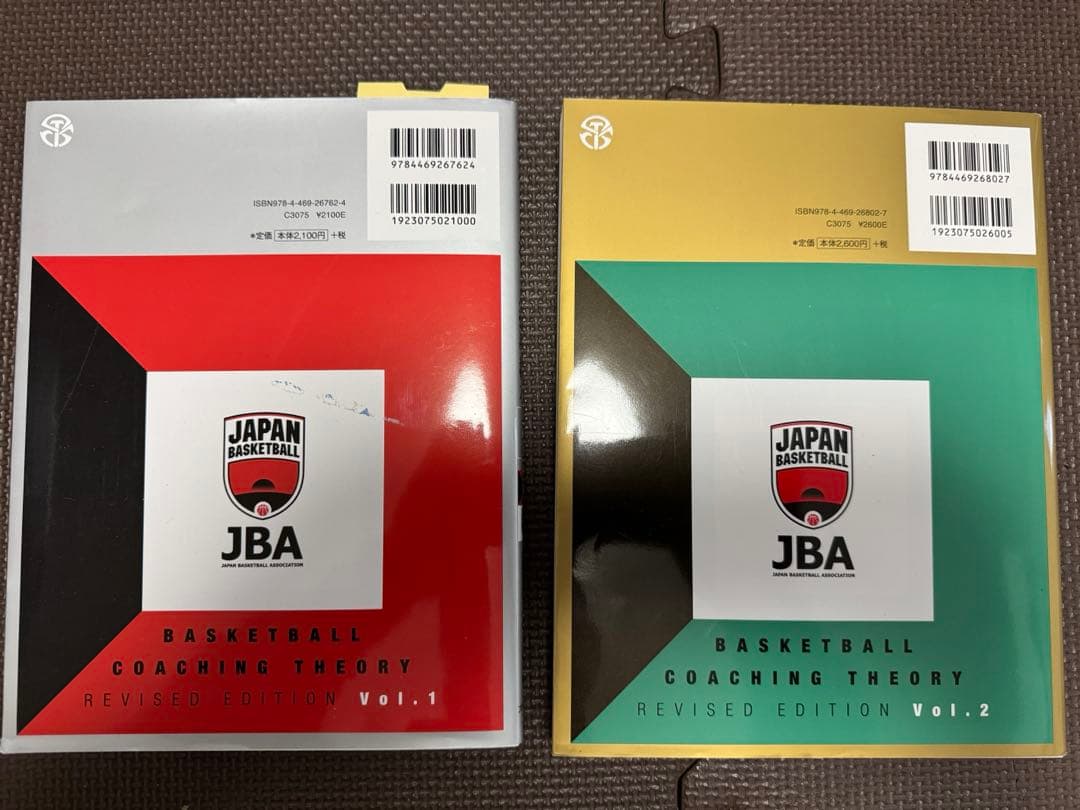 9784469267624
1923075021000
ISBN978-4-469-26762-4
C3075 ¥2100E
*定価 本体2,100円 +税
JAPAN
BASKETBALL
JBA
JAPAN BASKETBALL ASSOCIATION
BASKETBALL
COACHING THEORY
REVISED EDITION Vol.1
9784469268027
1923075026005
ISBN978-4-469-26802-7
C3075 ¥2600E
*定価 本体2,600円 +税
JAPAN
BASKETBALL
JBA
JAPAN BASKETBALL ASSOCIATION
BASKETBALL
COACHING THEORY
REVISED EDITION Vol.2